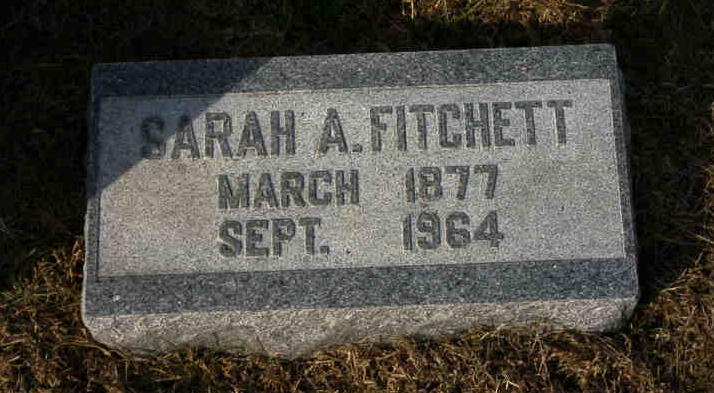 SARAH A. FITCHETT
MARCH 1877
SEPT. 1964